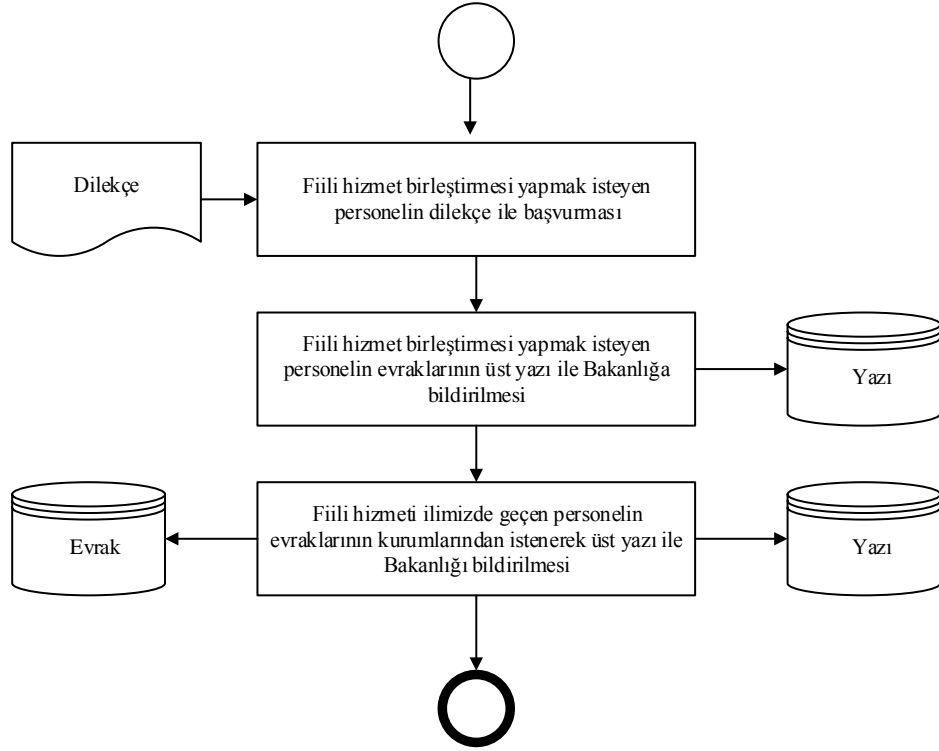 Dilekçe
Fiili hizmet birleştirmesi yapmak isteyen
personelin dilekçe ile başvurması
Fiili hizmet birleştirmesi yapmak isteyen
personelin evraklarının üst yazı ile Bakanlığa
bildirilmesi
Yazı
Evrak
Fiili hizmeti ilimizde geçen personelin
evraklarının kurumlarından istenerek üst yazı ile
Bakanlığı bildirilmesi
Yazı